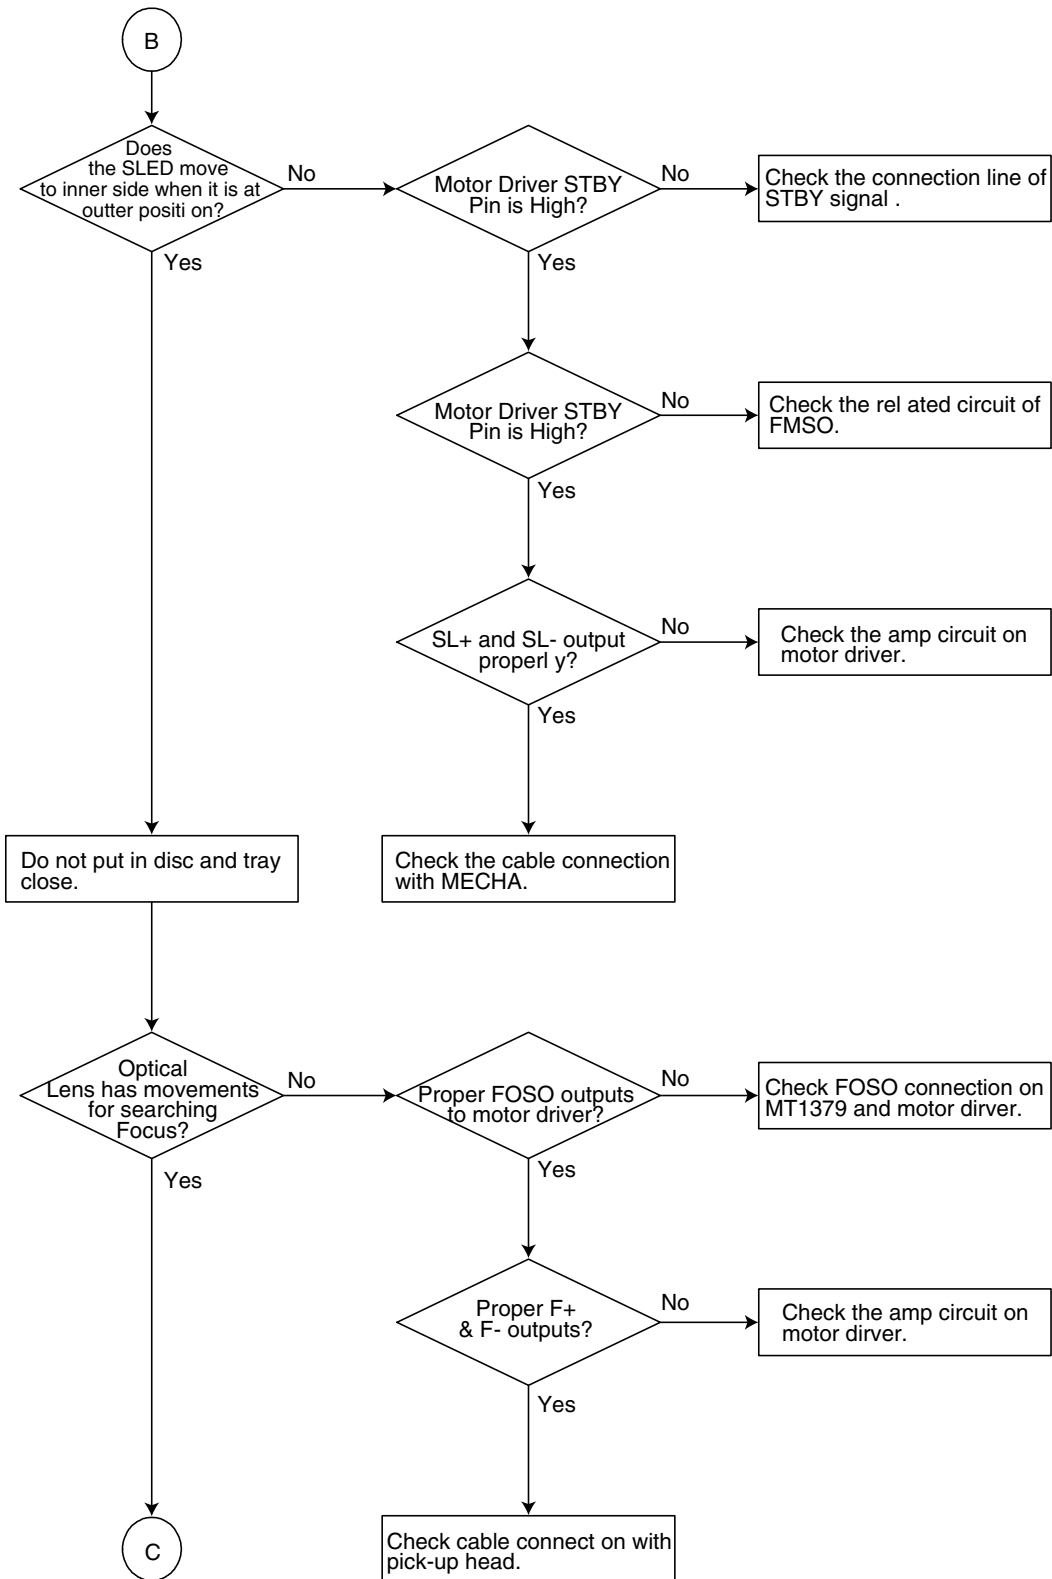 B
Does
the SLED move
to inner side when it is at
outter positi on?
No
Motor Driver STBY
Pin is High?
No
Check the connection line of
STBY signal .
Yes
Yes
Motor Driver STBY
Pin is High?
No
Check the rel ated circuit of
FMSO.
Yes
SL+ and SL- output
properl y?
No
Check the amp circuit on
motor driver.
Yes
Do not put in disc and tray
close.
Check the cable connection
with MECHA.
Optical
Lens has movements
for searching
Focus?
No
Proper FOSO outputs
to motor dirver?
No
Check FOSO connection on
MT1379 and motor dirver.
Yes
Yes
Proper F+
& F- outputs?
No
Check the amp circuit on
motor dirver.
Yes
C
Check cable connect on with
pick-up head.